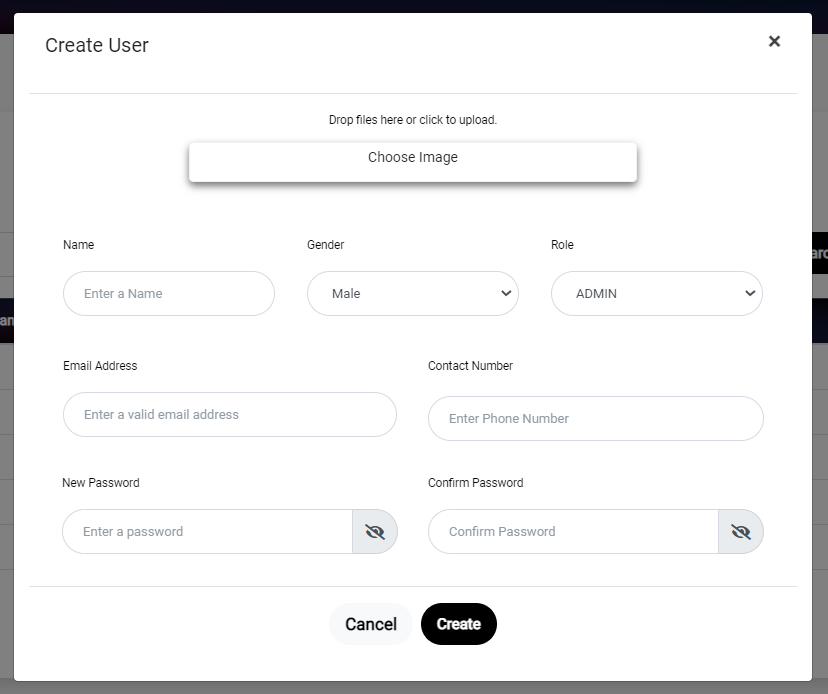 Create User
×
Drop files here or click to upload.
Choose Image
Name
Gender
Role
Enter a Name
Male
ADMIN
Email Address
Contact Number
Enter a valid email address
Enter Phone Number
New Password
Confirm Password
Enter a password
Confirm Password
Cancel
Create